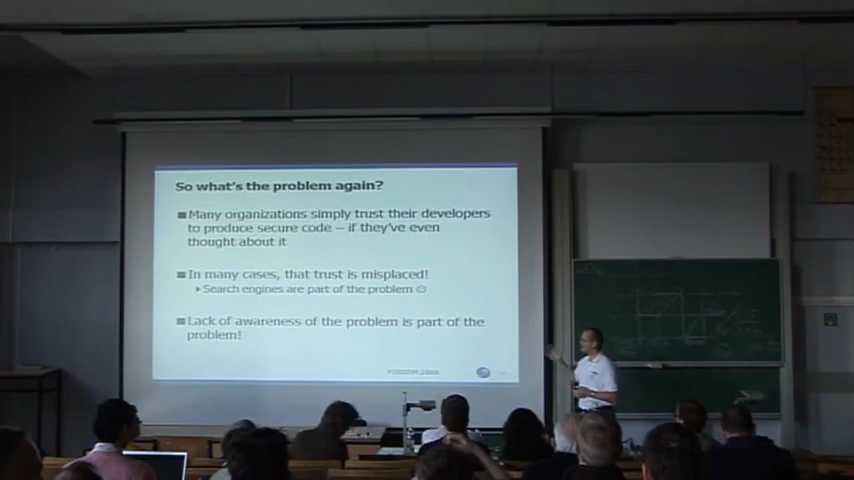 So what's the problem again?
Many organizations simply trust their developers
to produce secure code – if they've even
thought about it
In many cases, that trust is misplaced!
Search engines are part of the problem ☺
Lack of awareness of the problem is part of the
problem!